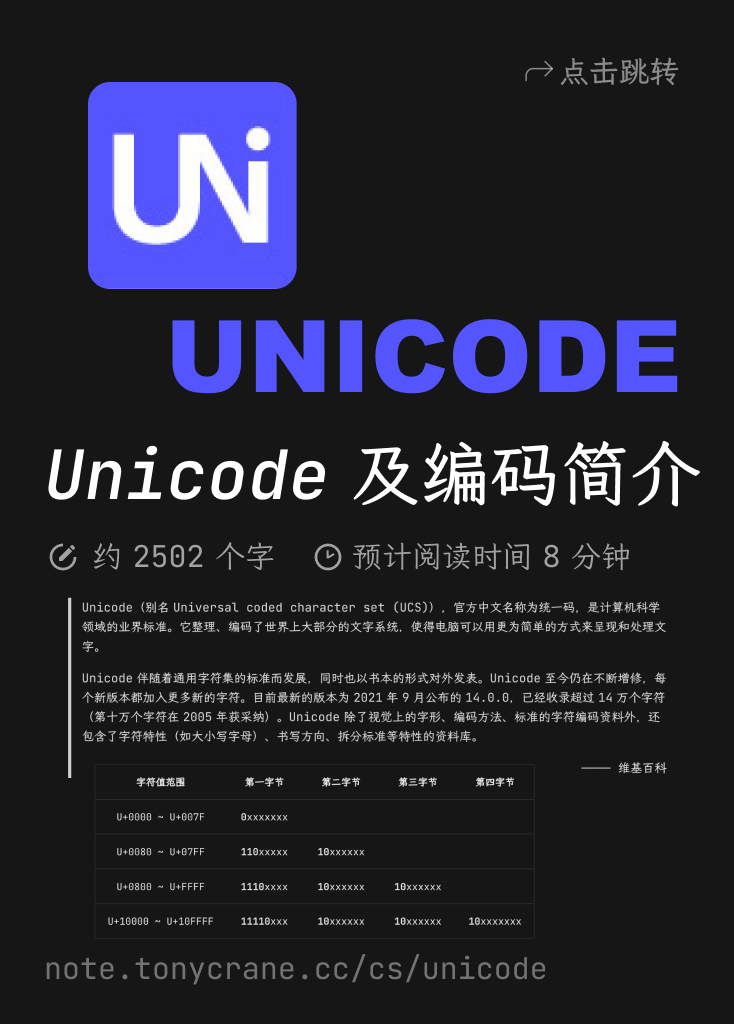 点击跳转
UNi
UNICODE
Unicode 及编码简介
约 2502 个字 预计阅读时间 8 分钟
Unicode（别名 Universal coded character set (UCS)），官方中文名称为统一码，是计算机科学
领域的业界标准。它整理、编码了世界上大部分的文字系统，使得电脑可以用更为简单的方式来呈现和处理文
字。
Unicode 伴随着通用字符集的标准而发展，同时也以书本的形式对外发表。Unicode 至今仍在不断增修，每
个新版本都加入更多新的字符。目前最新的版本为 2021 年 9 月公布的 14.0.0，已经收录超过 14 万个字符
（第十万个字符在 2005 年获采纳）。Unicode 除了视觉上的字形、编码方法、标准的字符编码资料外，还
包含了字符特性（如大小写字母）、书写方向、拆分标准等特性的资料库。
—— 维基百科
字符值范围 第一字节 第二字节 第三字节 第四字节
U+0000 ~ U+007F 0xxxxxxx
U+0080 ~ U+07FF 110xxxxx 10xxxxxx
U+0800 ~ U+FFFF 1110xxxx 10xxxxxx 10xxxxxx
U+10000 ~ U+10FFFF 11110xxx 10xxxxxx 10xxxxxx 10xxxxxxx
note.tonycrane.cc/cs/unicode